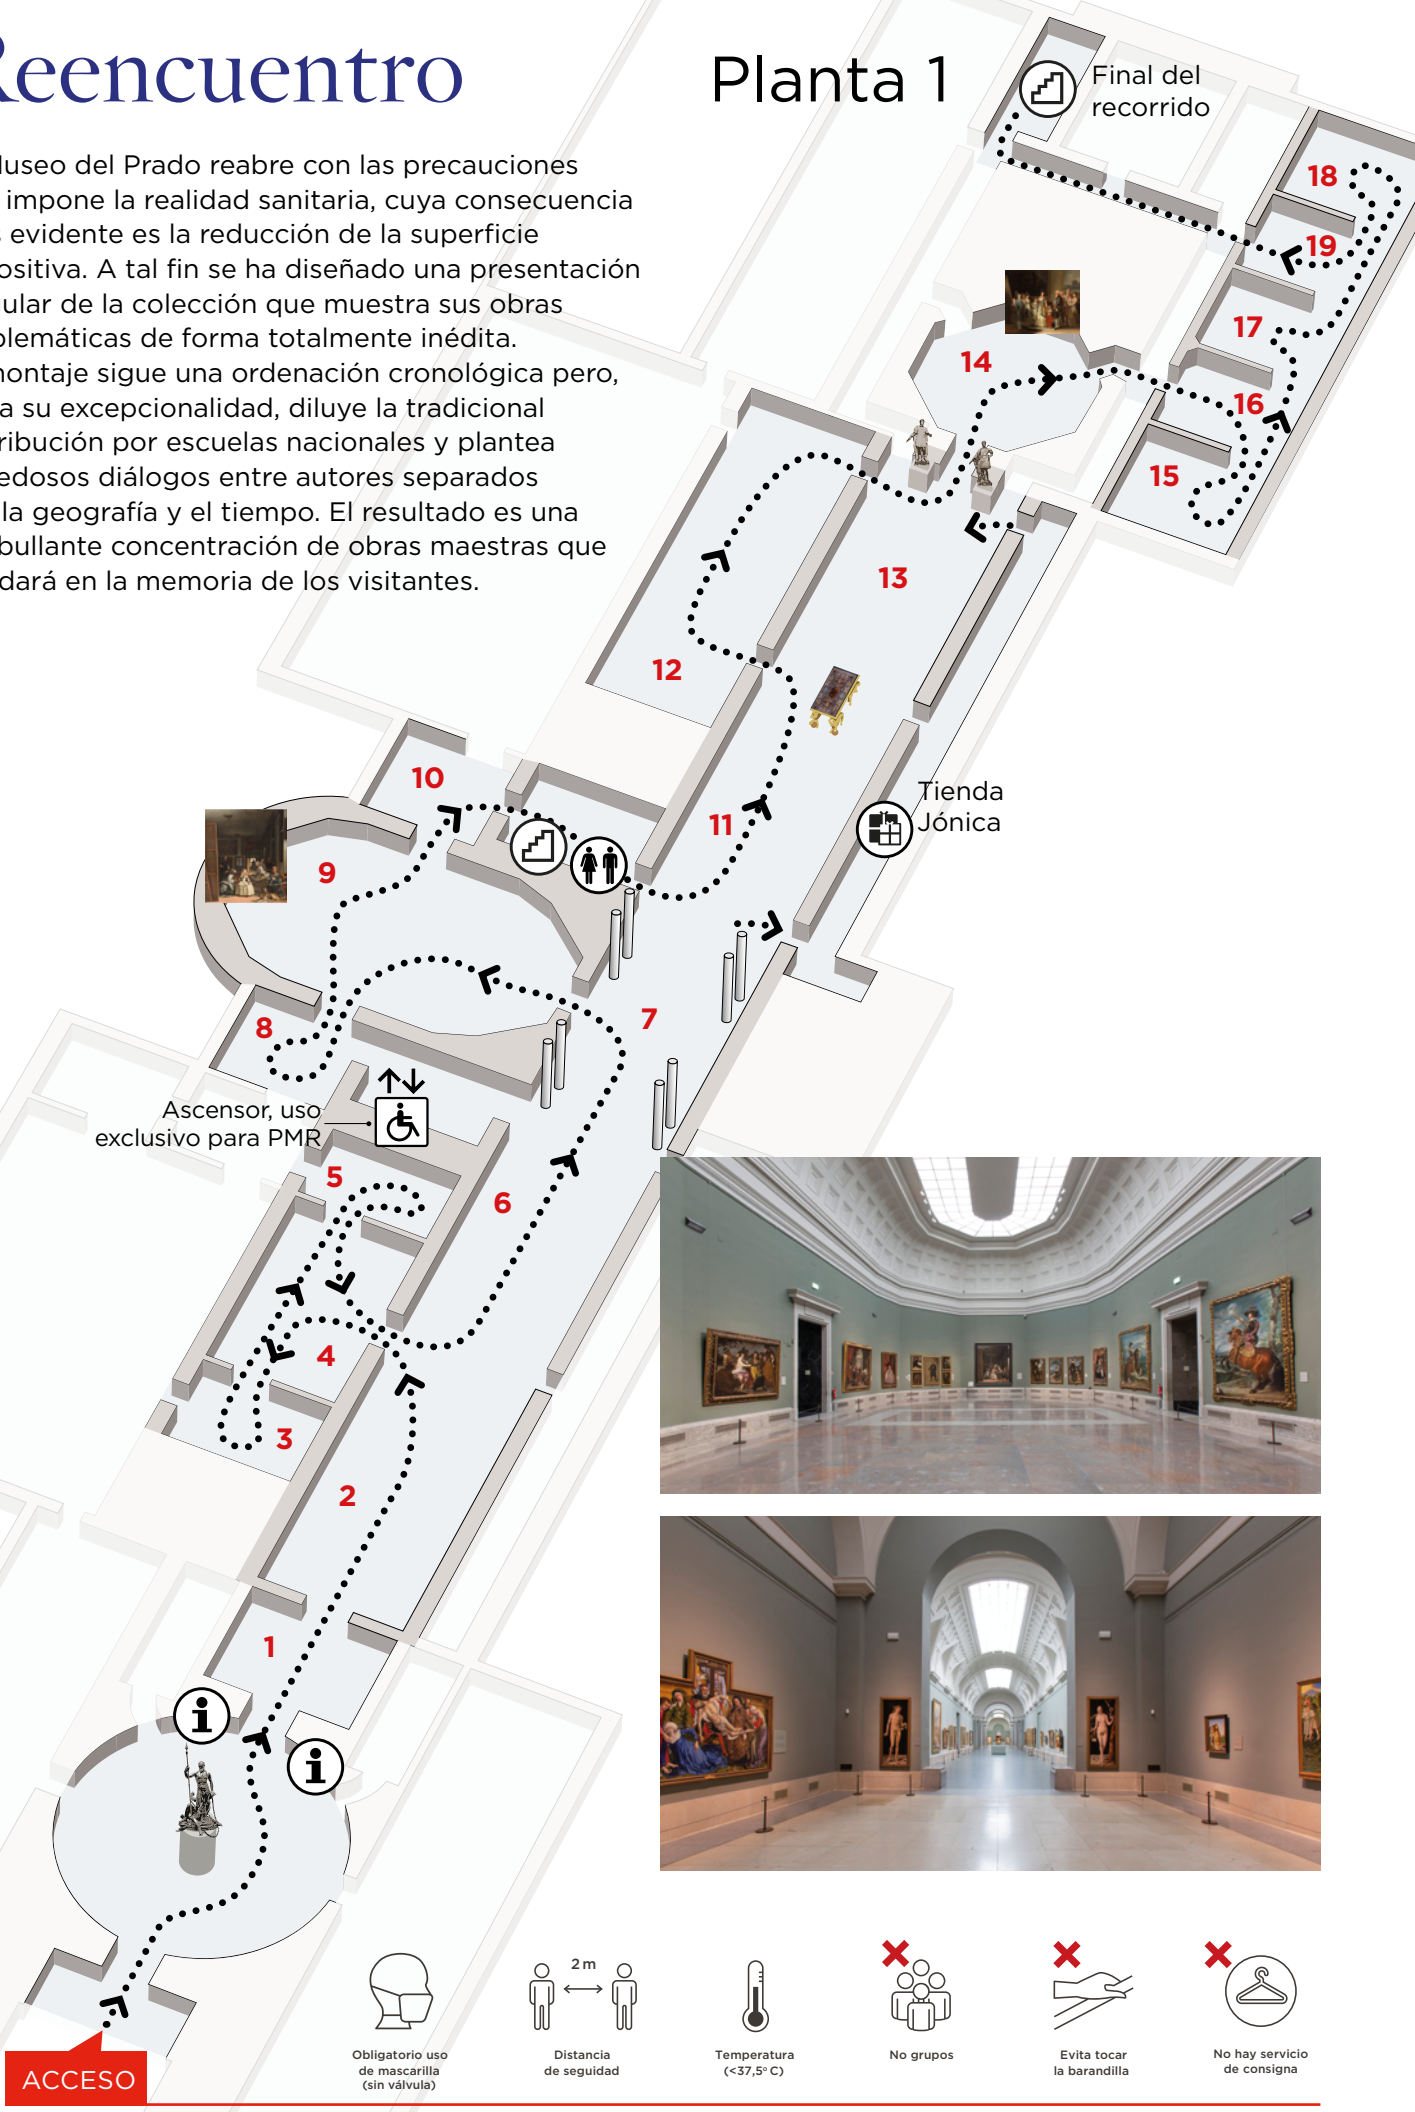 Reencuentro
Planta 1
Museo del Prado reabre con las precauciones
impone la realidad sanitaria, cuya consecuencia
evidente es la reducción de la superficie
ositiva. A tal fin se ha diseñado una presentación
ular de la colección que muestra sus obras
lemáticas de forma totalmente inédita.
montaje sigue una ordenación cronológica pero,
a su excepcionalidad, diluye la tradicional
ribución por escuelas nacionales y plantea
edosos diálogos entre autores separados
la geografía y el tiempo. El resultado es una
bullante concentración de obras maestras que
dará en la memoria de los visitantes.
Final del
recorrido
18
19
17
14
16
15
13
12
10
11
Tienda
Jónica
9
8
7
Ascensor, uso
exclusivo para PMR
5
6
4
3
2
1
i
i
ACCESO
2 m
Obligatorio uso
de mascarilla
(sin válvula)
Distancia
de seguidad
Temperatura
(<37,5° C)
No grupos
Evita tocar
la barandilla
No hay servicio
de consigna